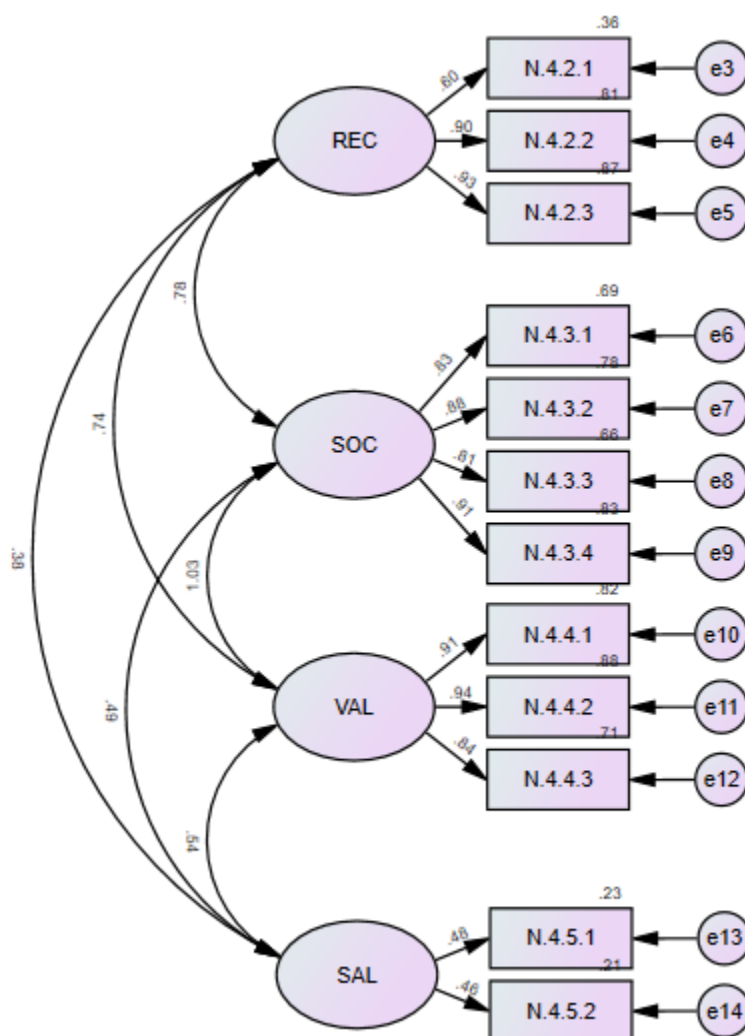 .36
.60
N.4.2.1
e3
.81
REC
.90
N.4.2.2
e4
.87
.93
N.4.2.3
e5
.78
.69
.83
N.4.3.1
e6
.78
.74
SOC
.88
N.4.3.2
e7
.66
.81
N.4.3.3
e8
.83
.91
N.4.3.4
e9
.38
1.03
.82
.91
N.4.4.1
e10
.88
.49
VAL
.94
N.4.4.2
e11
.71
.84
N.4.4.3
e12
.54
.23
.48
N.4.5.1
e13
.21
SAL
.46
N.4.5.2
e14